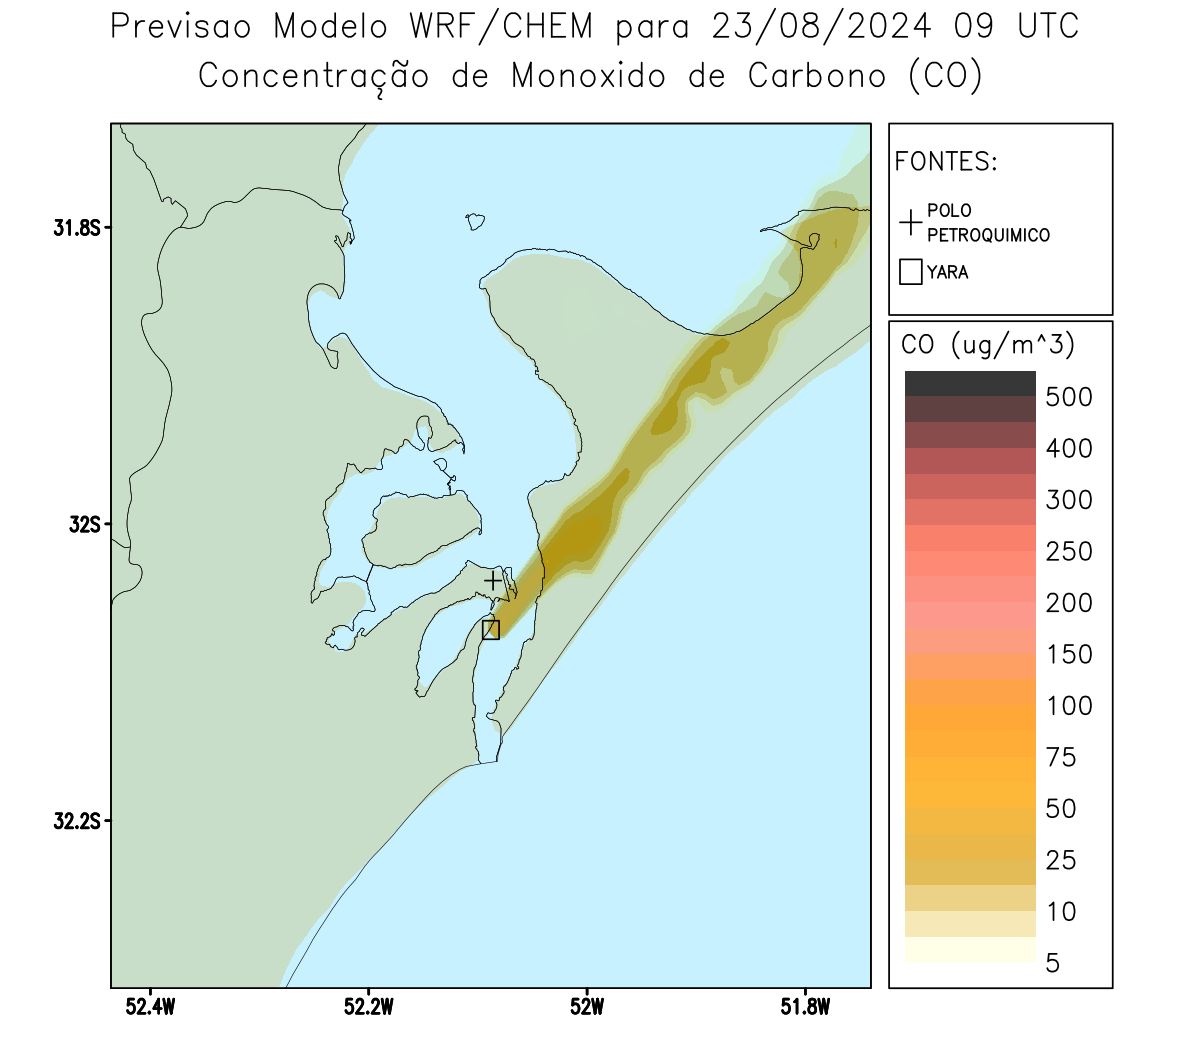 Previsao Modelo WRF/CHEM para 23/08/2024 09 UTC
Concentração de Monoxido de Carbono (CO)
FONTES:
POLO
PETROQUIMICO
YARA
CO (ug/m^3)
500
400
300
250
200
150
100
75
50
25
10
5
31.8S
32S
32.2S
52.4W
52.2W
52W
51.8W